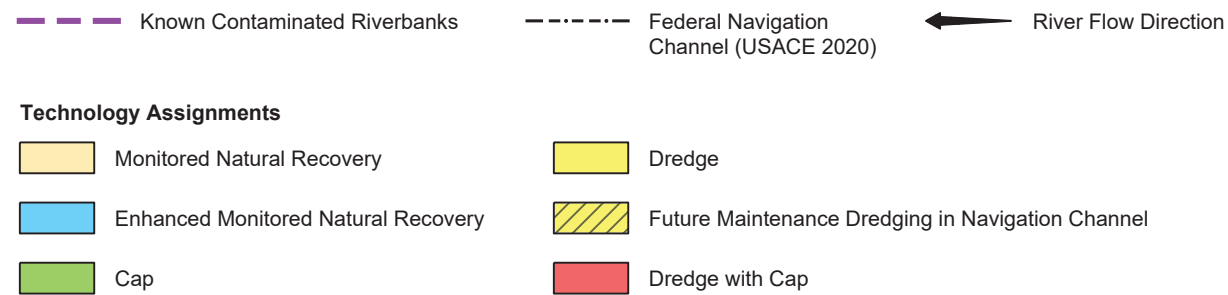 Known Contaminated Riverbanks
Federal Navigation
Channel (USACE 2020)
River Flow Direction
Technology Assignments
Monitored Natural Recovery
Dredge
Enhanced Monitored Natural Recovery
Future Maintenance Dredging in Navigation Channel
Cap
Dredge with Cap